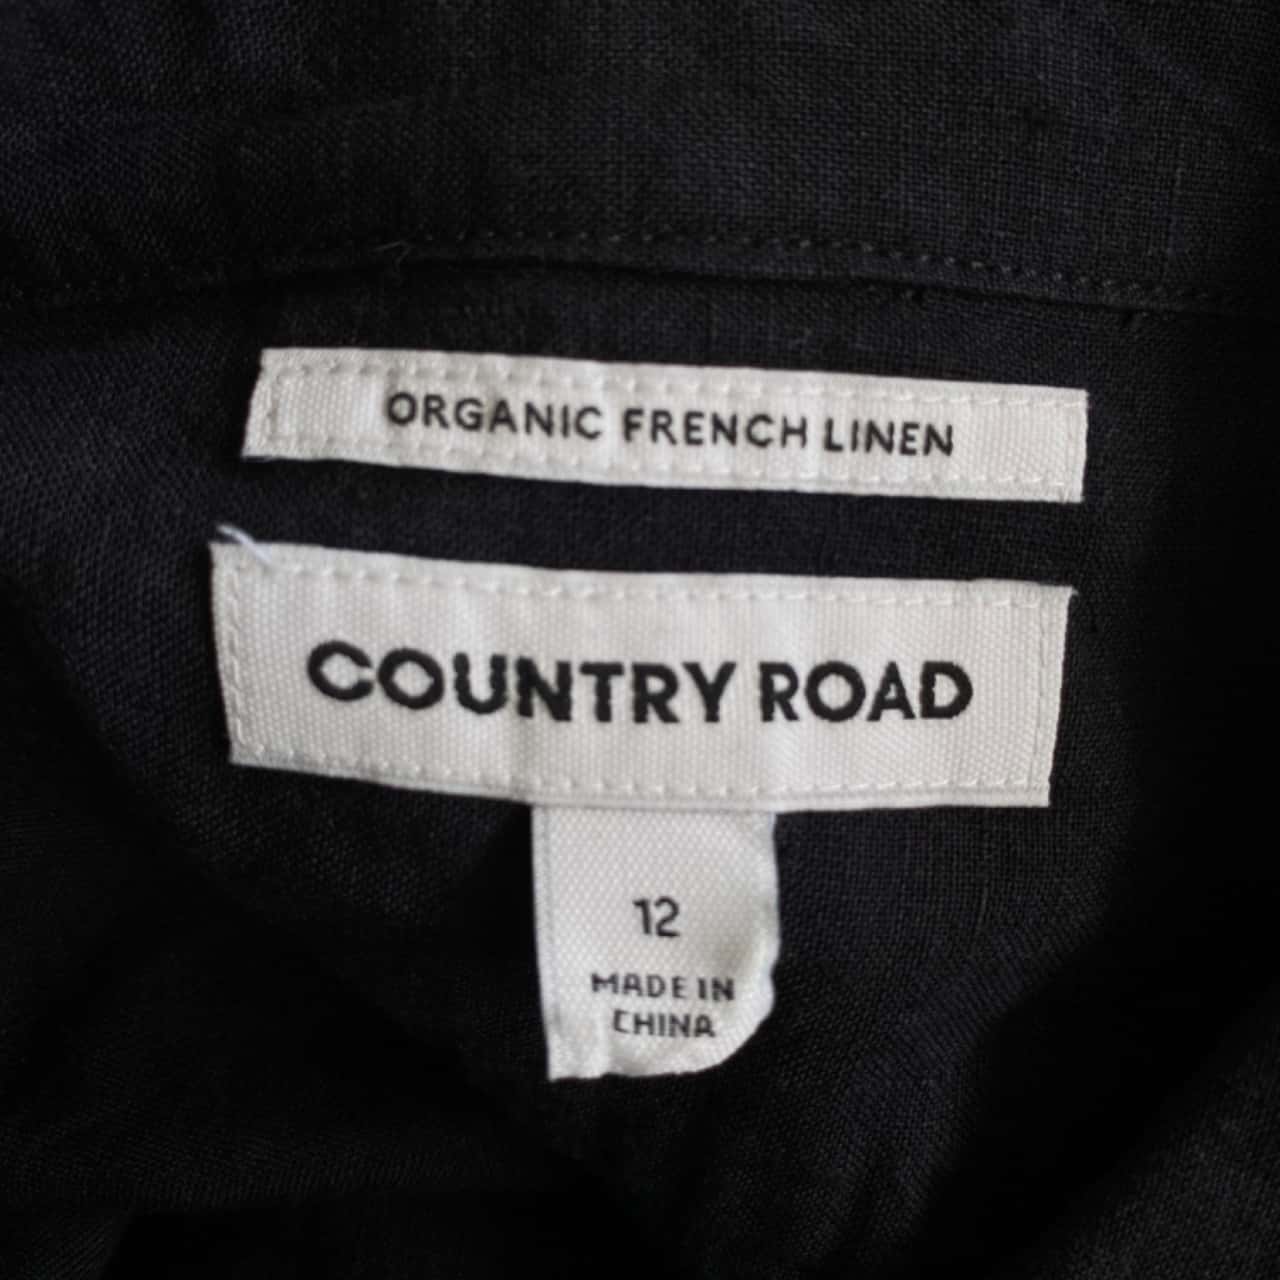 ORGANIC FRENCH LINEN
COUNTRY ROAD
12
MADE IN
CHINA